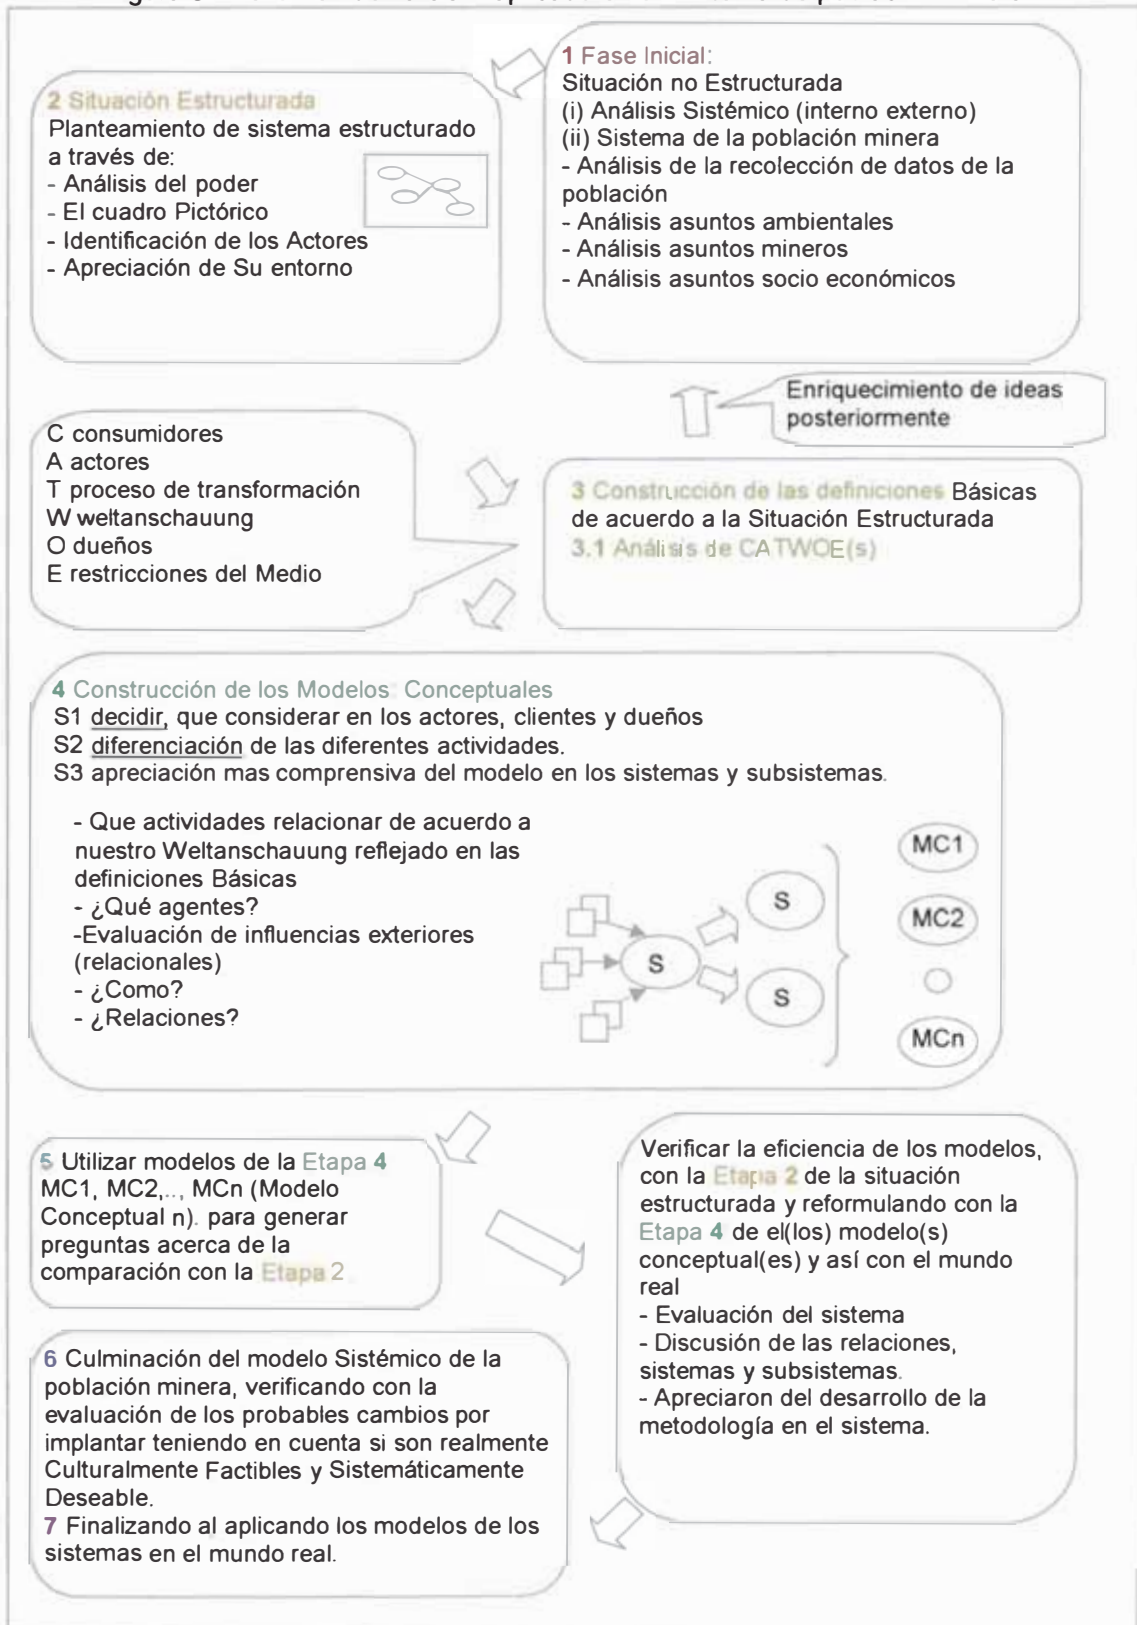 1 Fase Inicial:
Situación no Estructurada
(i) Análisis Sistémico (interno externo)
(ii) Sistema de la población minera
- Análisis de la recolección de datos de la
población
- Análisis asuntos ambientales
- Análisis asuntos mineros
- Análisis asuntos socio económicos
2 Situación Estructurada
Planteamiento de sistema estructurado
a través de:
- Análisis del poder
- El cuadro Pictórico
- Identificación de los Actores
- Apreciación de Su entorno
Enriquecimiento de ideas
posteriormente
C consumidores
A actores
T proceso de transformación
W weltanschauung
O dueños
E restricciones del Medio
3 Construcción de las definiciones Básicas
de acuerdo a la Situación Estructurada
3.1 Análisis de CATWOE(s)
4 Construcción de los Modelos Conceptuales
S1 decidir, que considerar en los actores, clientes y dueños
S2 diferenciación de las diferentes actividades.
S3 apreciación mas comprensiva del modelo en los sistemas y subsistemas.
- Que actividades relacionar de acuerdo a
nuestro Weltanschauung reflejado en las
definiciones Básicas
- ¿Qué agentes?
-Evaluación de influencias exteriores
(relacionales)
- ¿Como?
- ¿Relaciones?
S
S
S
MC1
MC2
MCn
5 Utilizar modelos de la Etapa 4
MC1, MC2,.., MCn (Modelo
Conceptual n). para generar
preguntas acerca de la
comparación con la Etapa 2
Verificar la eficiencia de los modelos,
con la Etapa 2 de la situación
estructurada y reformulando con la
Etapa 4 de el(los) modelo(s)
conceptual(es) y así con el mundo
real
- Evaluación del sistema
- Discusión de las relaciones,
sistemas y subsistemas.
- Apreciaron del desarrollo de la
metodología en el sistema.
6 Culminación del modelo Sistémico de la
población minera, verificando con la
evaluación de los probables cambios por
implantar teniendo en cuenta si son realmente
Culturalmente Factibles y Sistemáticamente
Deseable.
7 Finalizando al aplicando los modelos de los
sistemas en el mundo real.